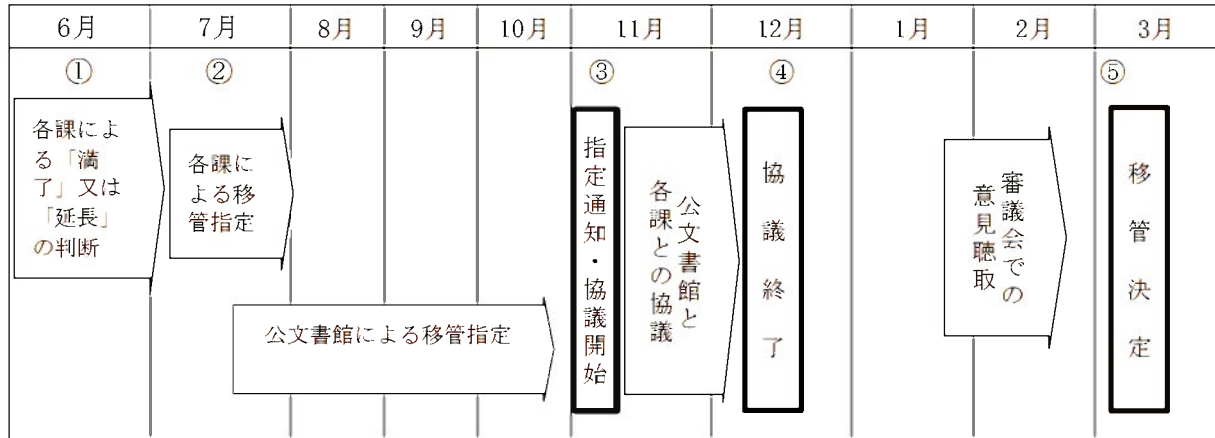 6月
7月
8月
9月
10月
11月
12月
1月
2月
3月
①
②
③
④
⑤
各課によ
る「満
了」又は
「延長」
の判断
各課に
よる移
管指定
公文書館による移管指定
指定通知・協議開始
公文書館と
各課との協議
協議終了
審議会での
意見聴取
移管決定